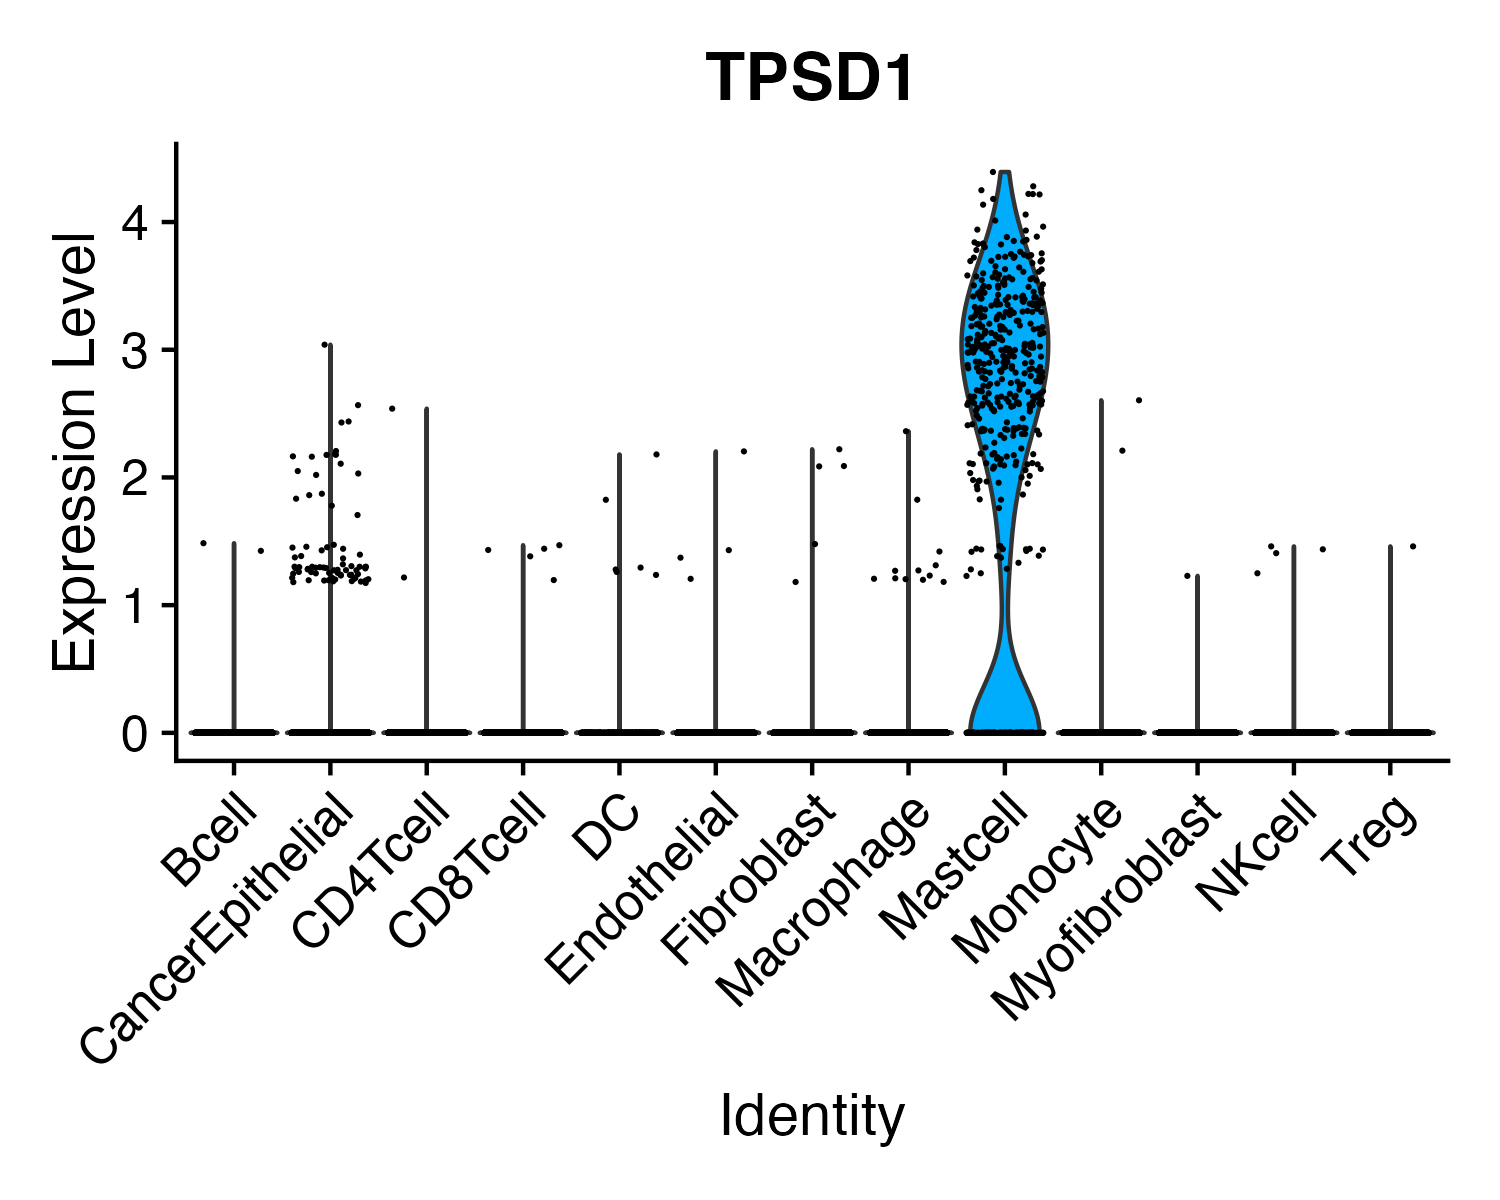 TPSD1
Expression Level
4
3
2
1
0
Bcell
CancerEpithelial
CD4Tcell
CD8Tcell
DC
Endothelial
Fibroblast
Macrophage
Mastcell
Monocyte
Myofibroblast
NKcell
Treg
Identity